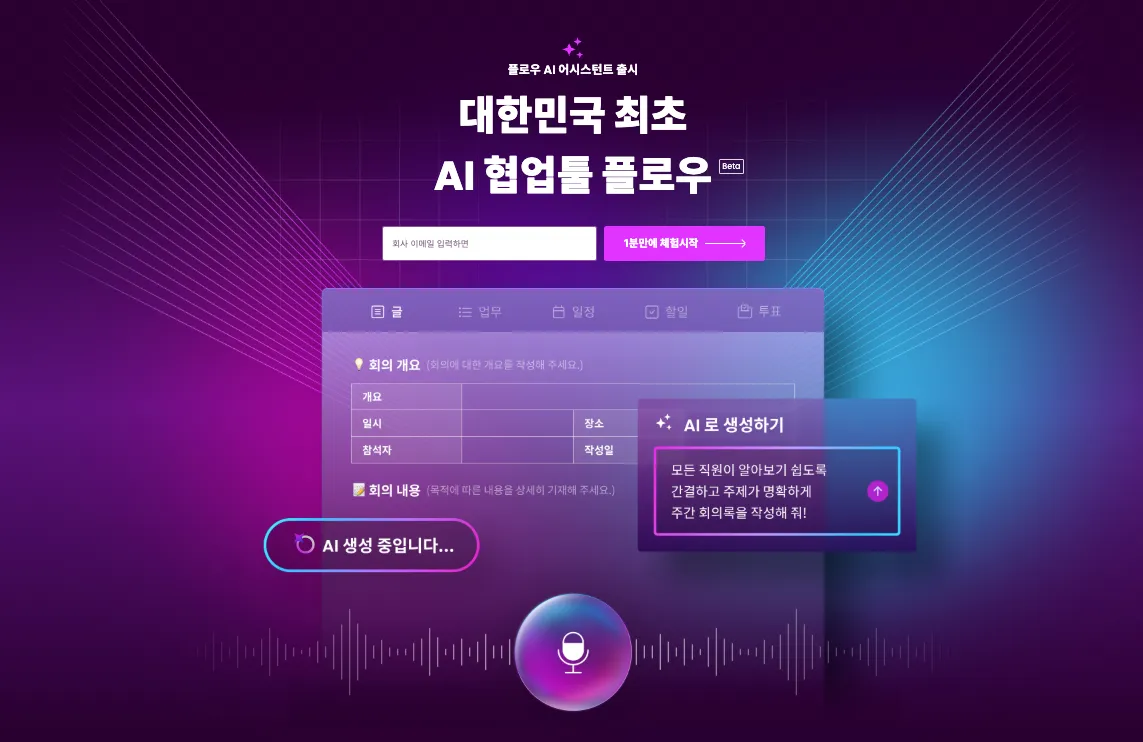 플로우 AI 어시스턴트 출시
대한민국 최초
AI 협업툴 플로우 Beta
회사 이메일 입력하면
1분만에 체험시작
글 업무 일정 할일 투표
회의 개요 (회의에 대한 개요를 작성해 주세요.)
개요
일시 장소
참석자 작성일
회의 내용 (목적에 따른 내용을 상세히 기재해 주세요.)
AI 로 생성하기
모든 직원이 알아보기 쉽도록
간결하고 주제가 명확하게
주간 회의록을 작성해 줘!
AI 생성 중입니다...